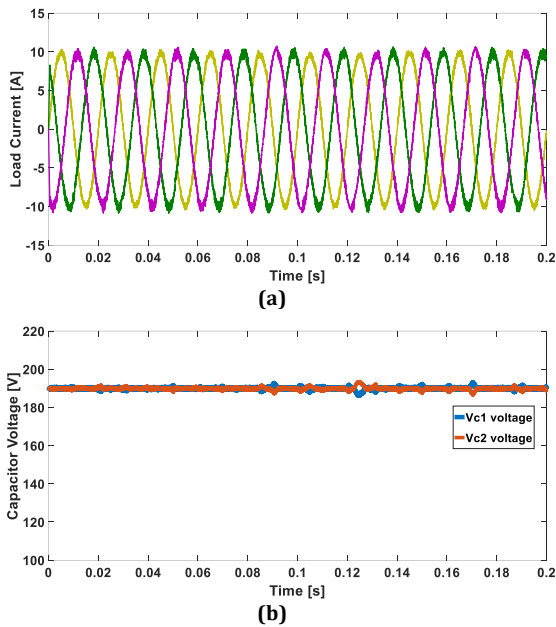 15
10
5
0
-5
-10
-15
Load Current [A]
0 0.02 0.04 0.06 0.08 0.1 0.12 0.14 0.16 0.18 0.2
Time [s]
(a)
220
200
180
160
140
120
100
Capacitor Voltage [V]
Vc1 voltage
Vc2 voltage
0 0.02 0.04 0.06 0.08 0.1 0.12 0.14 0.16 0.18 0.2
Time [s]
(b)